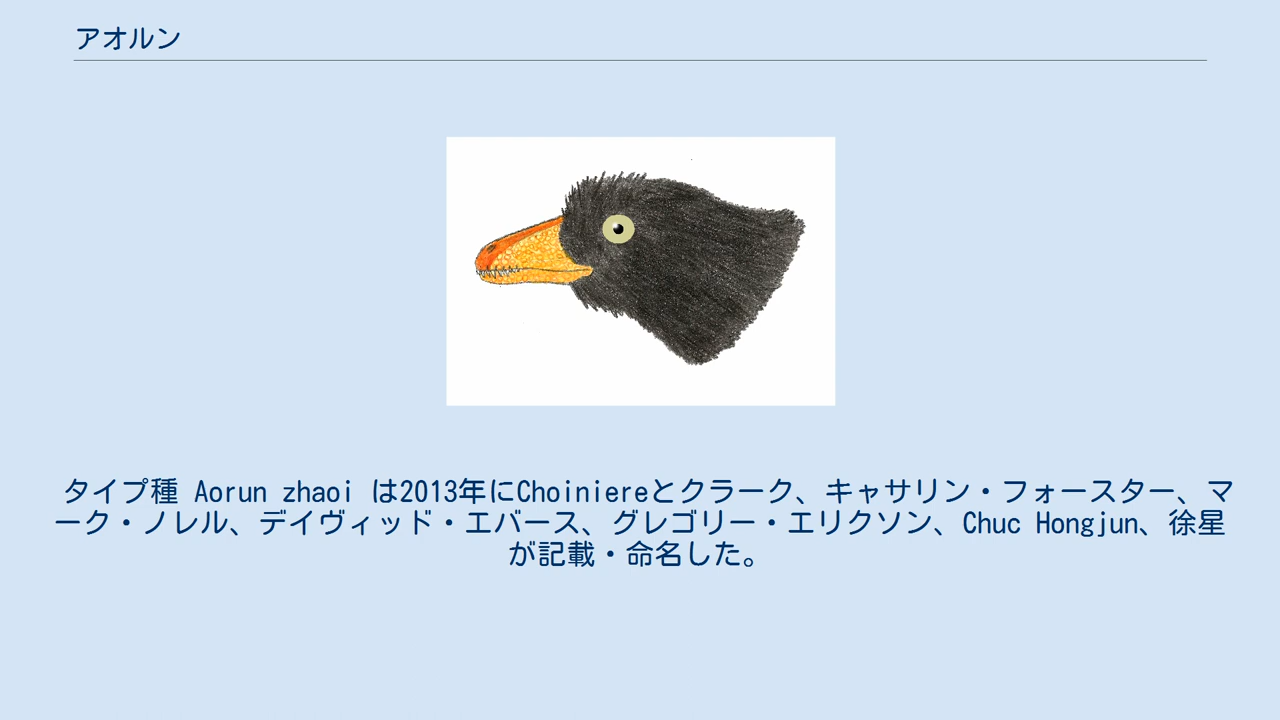 アオルン
タイプ種 Aorun zhaoi は2013年にChoiniereとクラーク、キャサリン・フォースター、マ
ーク・ノレル、デイヴィッド・エバース、グレゴリー・エリクソン、Chuc Hongjun、徐星
が記載・命名した。